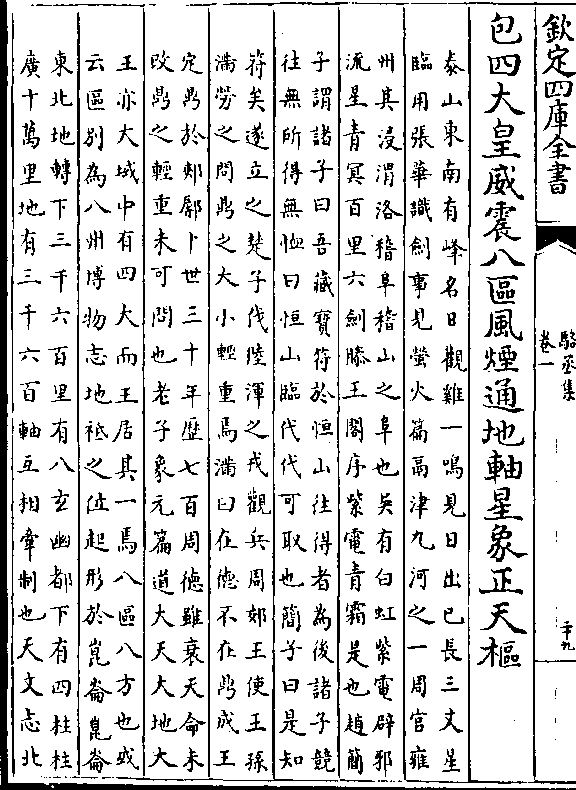 欽定四庫全書
駱丞集
卷一
二十九
包四大皇威震八區風煙通地軸星象正天樞
泰山東南有峰名日觀雞一鳴見日出已長三丈星
臨用張華識劍事見螢火篇鬲津九河之一周官雍
州其浸渭洛稽阜稽山之阜也吳有白虹紫電辟邪
流星青冥百里六劍滕王閣序紫電青霜是也趙簡
子謂諸子曰吾藏寶符於恒山往得者為後諸子競
往無所得無恤曰恒山臨代代可取也簡子曰是知
符矣遂立之楚子伐陸渾之戎觀兵周郊王使王孫
滿勞之問鼎之大小輕重焉滿曰在德不在鼎成王
定鼎於郟鄏卜世三十年歷七百周德雖衰天命未
改鼎之輕重未可問也老子象元篇道大天大地大
王亦大域中有四大而王居其一焉八區八方也或
云區別為八州博物志地祗之位起形於崑崙崑崙
東北地轉下三千六百里有八玄幽都下有四柱柱
廣十萬里地有三千六百軸互相牽制也天文志北